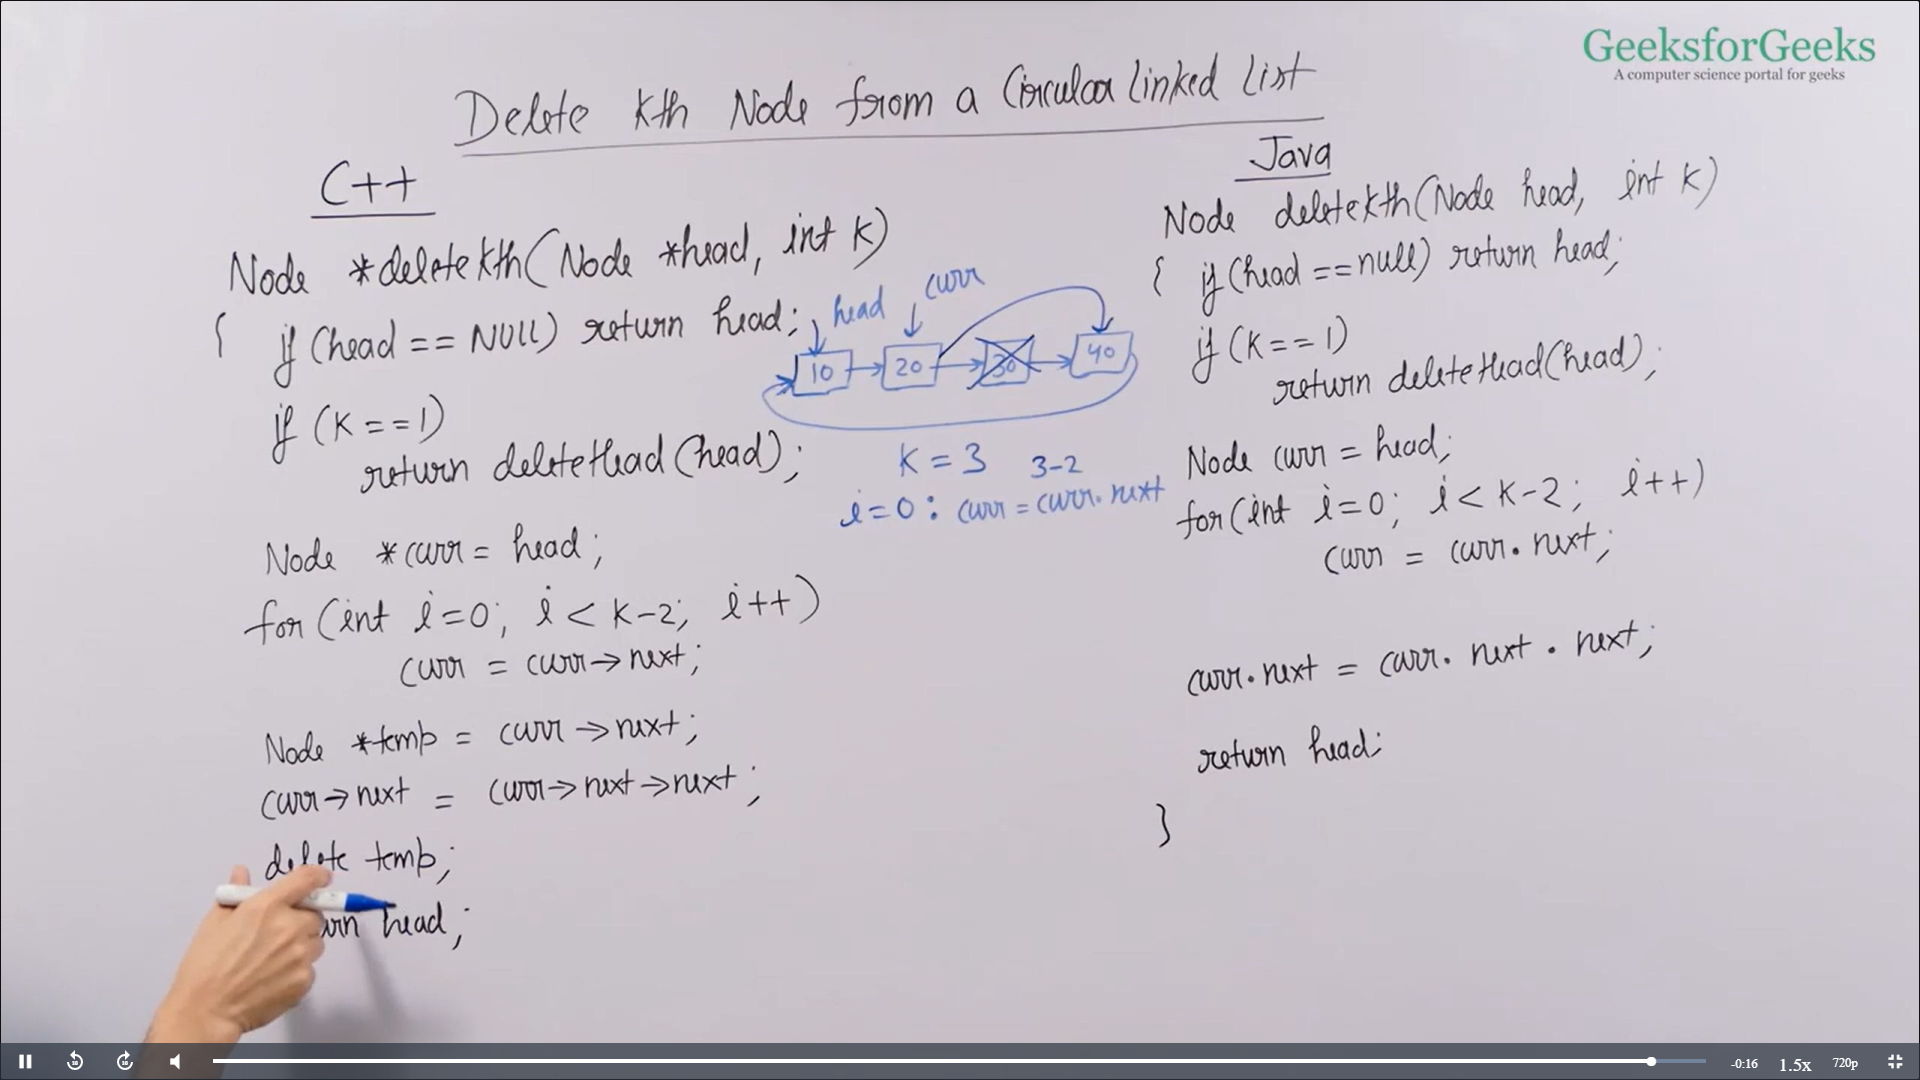 GeeksforGeeks
A computer science portal for geeks
Delete kth Node from a Circular Linked List
C++
Node *deletekth(Node *head, int k)
{ if (head == NULL) return head;
if (k==1)
return deleteHead(head);
Node *curr = head;
for(int i=0; i < k-2; i++)
curr = curr→next;
Node *temp = curr→next;
curr→next = curr→next→next;
delete temp;
head;
head
curr
10
20
30
40
k = 3
3-2
i=0: curr = curr.next
Java
Node deletekth(Node head, int k)
{ if (head ==null) return head;
if (k==1)
return deleteHead(head);
Node curr = head;
for(int i=0; i < k-2; i++)
curr = curr.next;
curr.next = curr.next.next;
return head;
}
-0:16
1.5x
720p